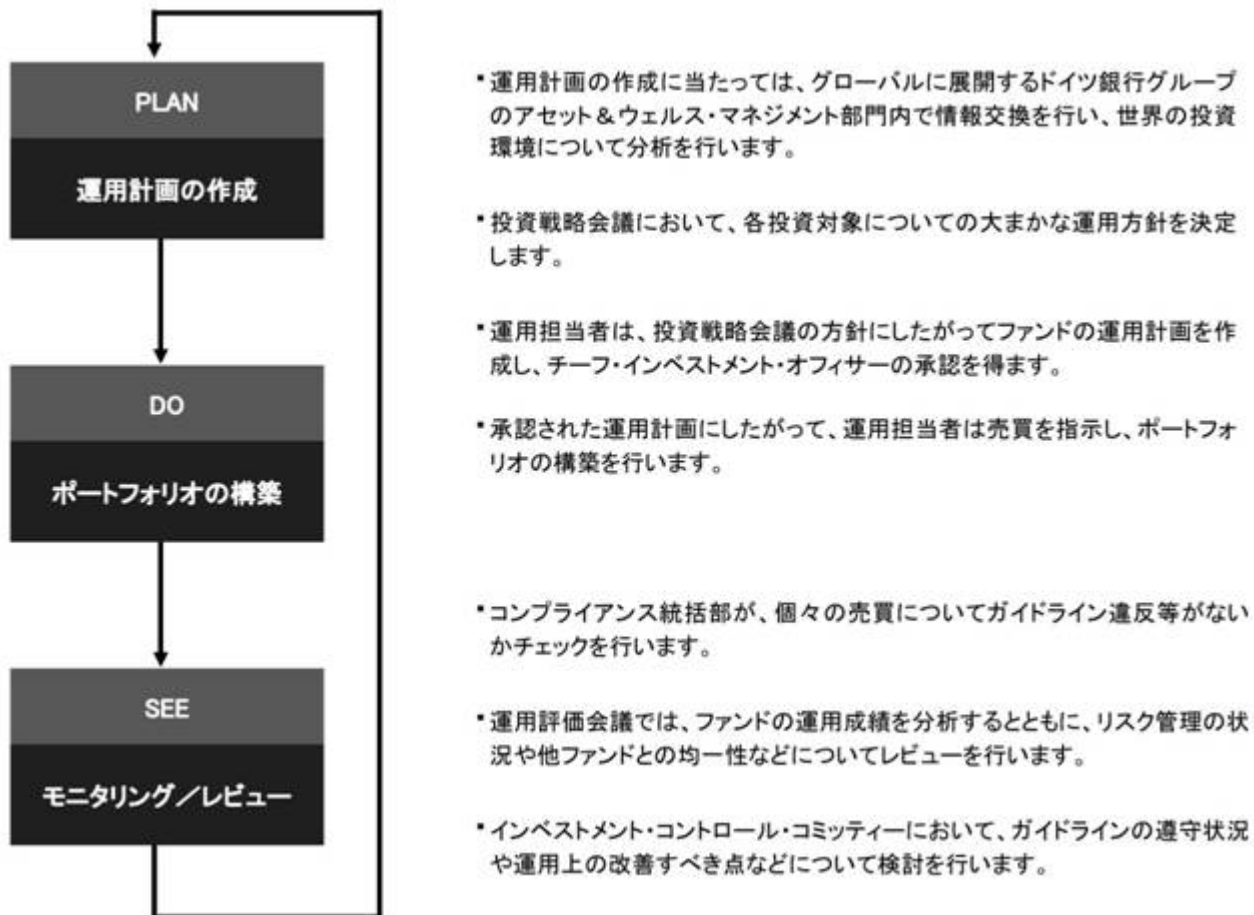 PLAN
運用計画の作成
▪運用計画の作成に当たっては、グローバルに展開するドイツ銀行グループ
のアセット&ウェルス・マネジメント部門内で情報交換を行い、世界の投資
環境について分析を行います。
▪投資戦略会議において、各投資対象についての大まかな運用方針を決定
します。
▪運用担当者は、投資戦略会議の方針にしたがってファンドの運用計画を作
成し、チーフ・インベストメント・オフィサーの承認を得ます。
DO
ポートフォリオの構築
▪承認された運用計画にしたがって、運用担当者は売買を指示し、ポートフォ
リオの構築を行います。
SEE
モニタリング／レビュー
▪コンプライアンス統括部が、個々の売買についてガイドライン違反等がない
かチェックを行います。
▪運用評価会議では、ファンドの運用成績を分析するとともに、リスク管理の状
況や他ファンドとの均一性などについてレビューを行います。
▪インベストメント・コントロール・コミッティーにおいて、ガイドラインの遵守状況
や運用上の改善すべき点などについて検討を行います。